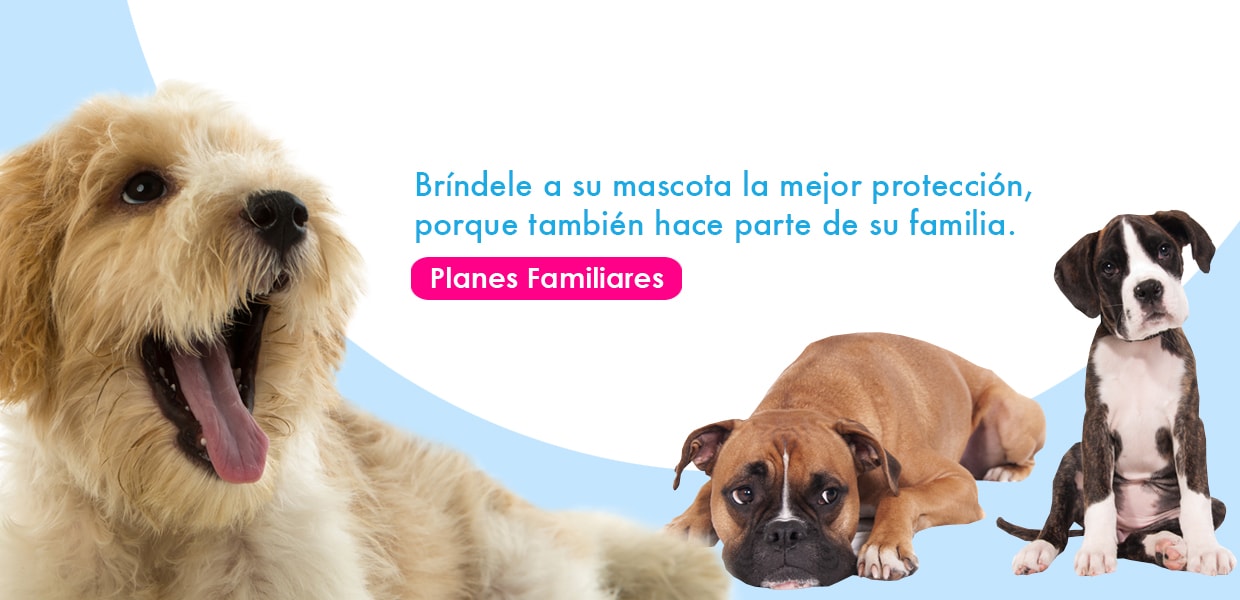 Bríndele a su mascota la mejor protección,
porque también hace parte de su familia.
Planes Familiares